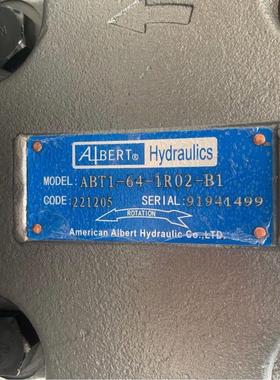 ALBERT® Hydraulics
MODEL: ABT1-64-1R02-B1
CODE: 221205 SERIAL: 91941499
ROTATION
American Albert Hydraulic Co.,LTD.